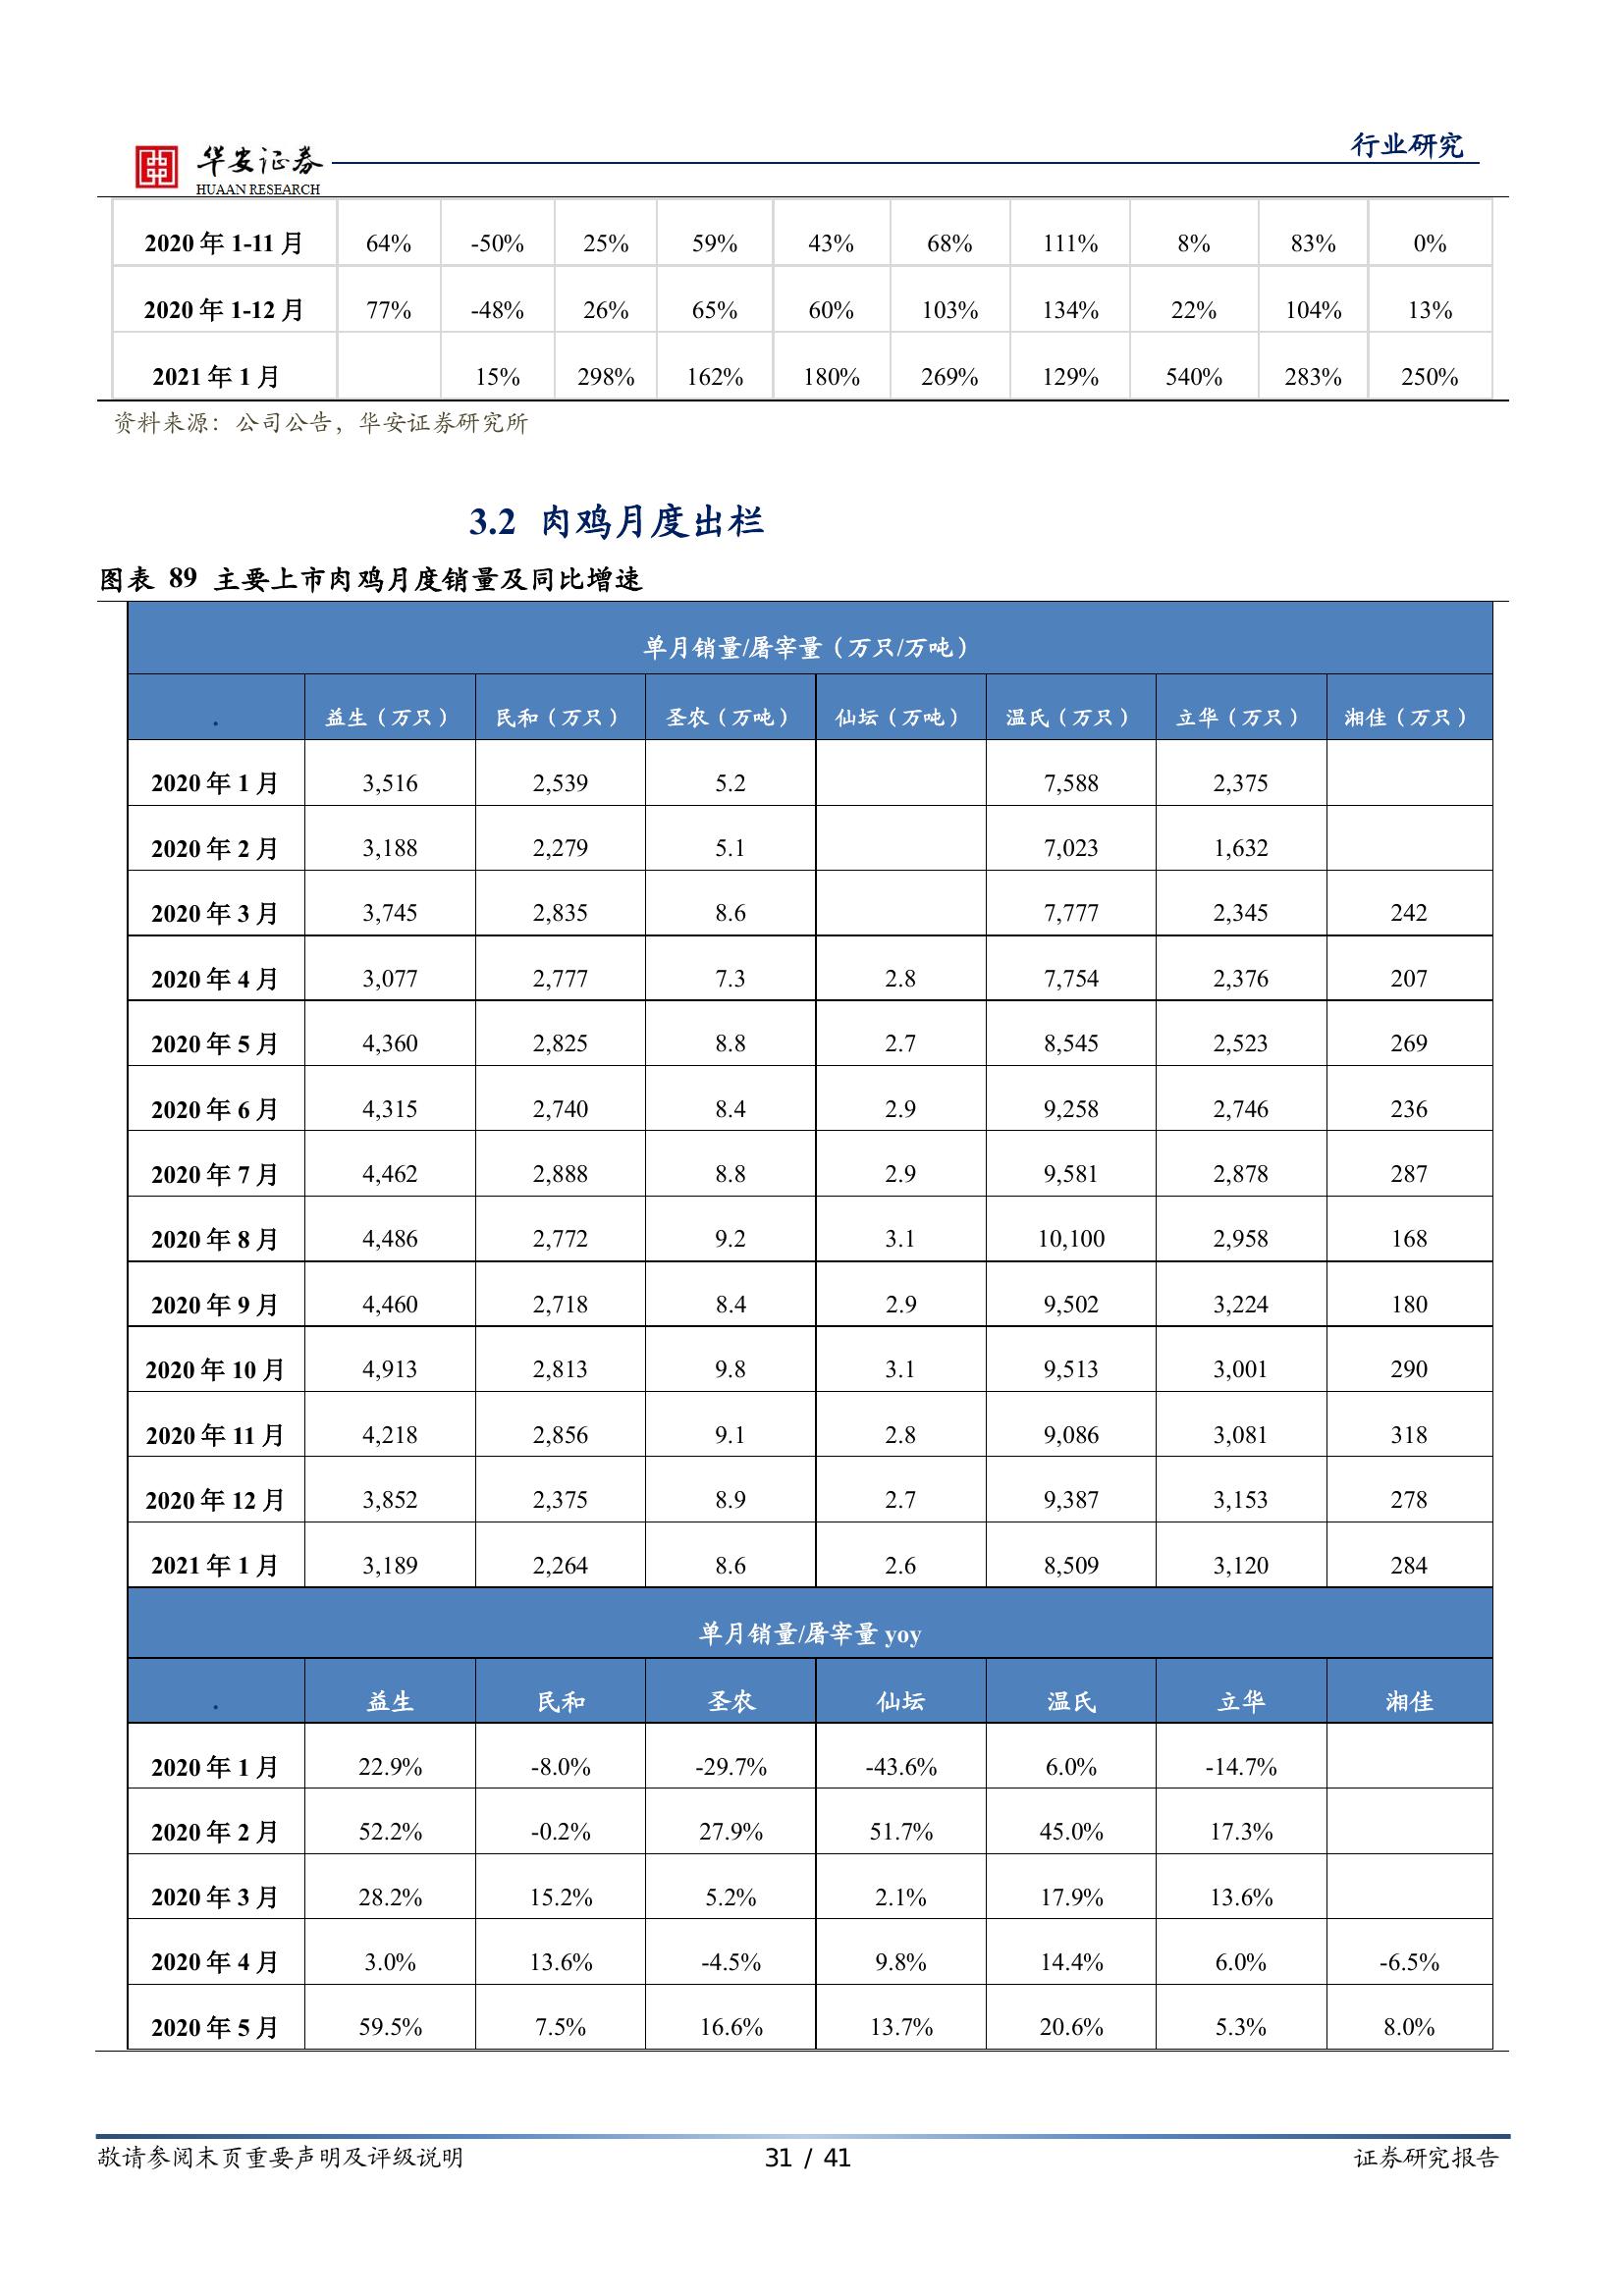 行业研究
华安证券
HUAAN RESEARCH
2020 年 1-11 月 64% -50% 25% 59% 43% 68% 111% 8% 83% 0%
2020 年 1-12 月 77% -48% 26% 65% 60% 103% 134% 22% 104% 13%
2021 年 1 月 15% 298% 162% 180% 269% 129% 540% 283% 250%
资料来源：公司公告，华安证券研究所
3.2 肉鸡月度出栏
图表 89 主要上市肉鸡月度销量及同比增速
单月销量/屠宰量（万只/万吨）
. 益生（万只） 民和（万只） 圣农（万吨） 仙坛（万吨） 温氏（万只） 立华（万只） 湘佳（万只）
2020 年 1 月 3,516 2,539 5.2 7,588 2,375
2020 年 2 月 3,188 2,279 5.1 7,023 1,632
2020 年 3 月 3,745 2,835 8.6 7,777 2,345 242
2020 年 4 月 3,077 2,777 7.3 2.8 7,754 2,376 207
2020 年 5 月 4,360 2,825 8.8 2.7 8,545 2,523 269
2020 年 6 月 4,315 2,740 8.4 2.9 9,258 2,746 236
2020 年 7 月 4,462 2,888 8.8 2.9 9,581 2,878 287
2020 年 8 月 4,486 2,772 9.2 3.1 10,100 2,958 168
2020 年 9 月 4,460 2,718 8.4 2.9 9,502 3,224 180
2020 年 10 月 4,913 2,813 9.8 3.1 9,513 3,001 290
2020 年 11 月 4,218 2,856 9.1 2.8 9,086 3,081 318
2020 年 12 月 3,852 2,375 8.9 2.7 9,387 3,153 278
2021 年 1 月 3,189 2,264 8.6 2.6 8,509 3,120 284
单月销量/屠宰量 yoy
. 益生 民和 圣农 仙坛 温氏 立华 湘佳
2020 年 1 月 22.9% -8.0% -29.7% -43.6% 6.0% -14.7%
2020 年 2 月 52.2% -0.2% 27.9% 51.7% 45.0% 17.3%
2020 年 3 月 28.2% 15.2% 5.2% 2.1% 17.9% 13.6%
2020 年 4 月 3.0% 13.6% -4.5% 9.8% 14.4% 6.0% -6.5%
2020 年 5 月 59.5% 7.5% 16.6% 13.7% 20.6% 5.3% 8.0%
敬请参阅末页重要声明及评级说明 31 / 41 证券研究报告